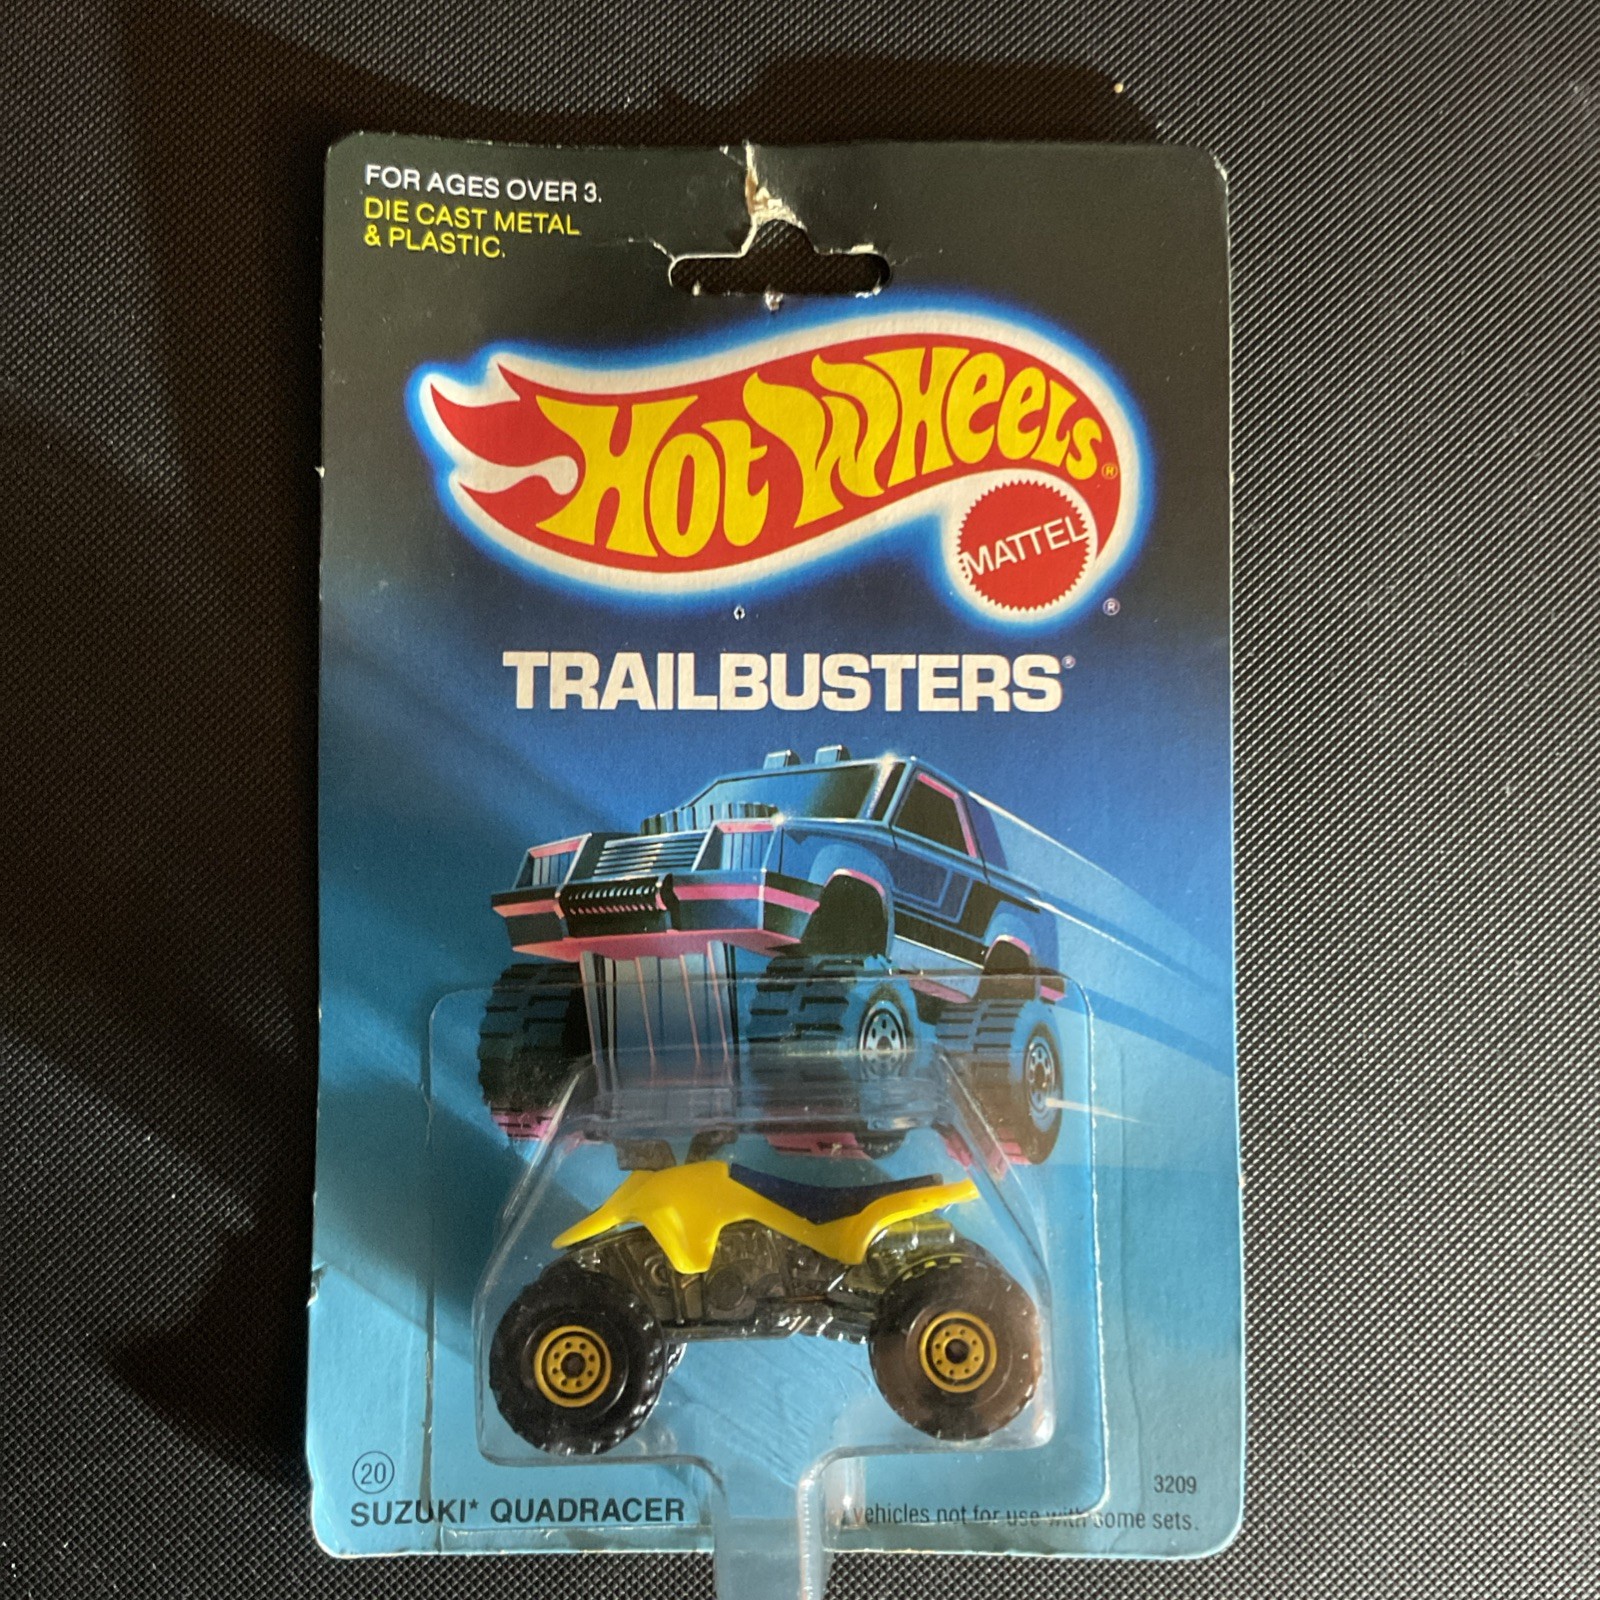 FOR AGES OVER 3.
DIE CAST METAL
& PLASTIC.
HOT WHEELS®
MATTEL
®
TRAILBUSTERS®
20
SUZUKI* QUADRACER
3209
vehicles not for use with some sets.